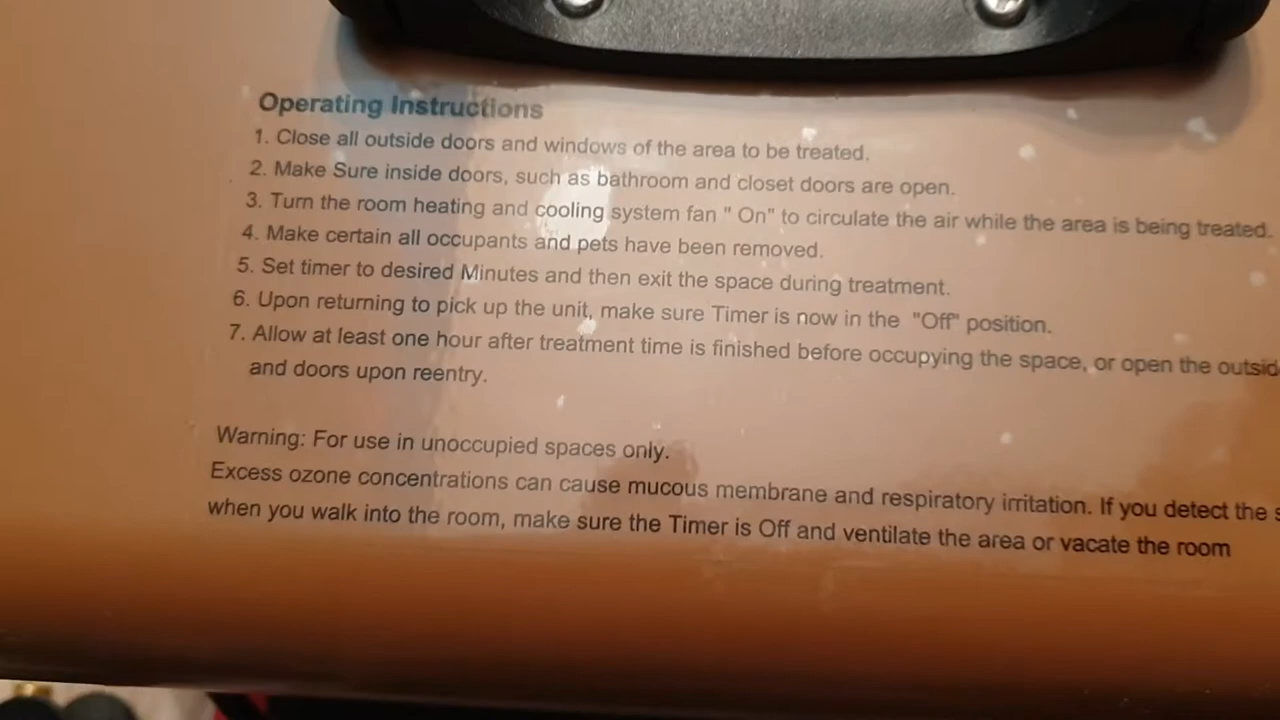 Operating Instructions
1. Close all outside doors and windows of the area to be treated.
2. Make Sure inside doors, such as bathroom and closet doors are open.
3. Turn the room heating and cooling system fan " On" to circulate the air while the area is being treated.
4. Make certain all occupants and pets have been removed.
5. Set timer to desired Minutes and then exit the space during treatment.
6. Upon returning to pick up the unit, make sure Timer is now in the "Off" position.
7. Allow at least one hour after treatment time is finished before occupying the space, or open the
and doors upon reentry.
Warning: For use in unoccupied spaces only.
Excess ozone concentrations can cause mucous membrane and respiratory irritation. If you detect the
when you walk into the room, make sure the Timer is Off and ventilate the area or vacate the room